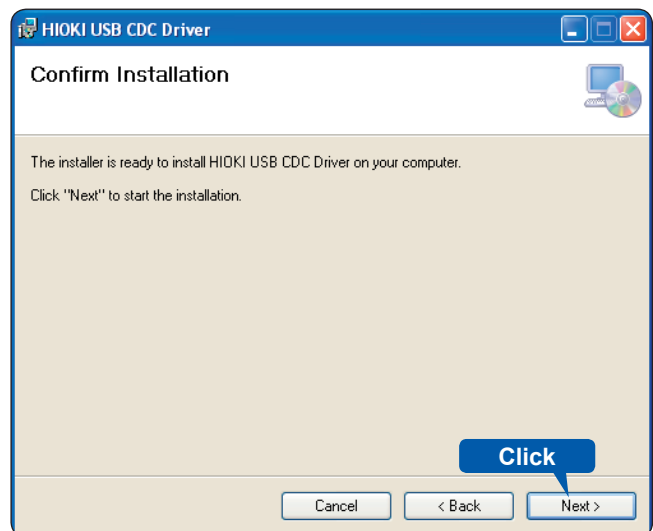 HIOKI USB CDC Driver
Confirm Installation
The installer is ready to install HIOKI USB CDC Driver on your computer.
Click "Next" to start the installation.
Click
Cancel
< Back
Next >